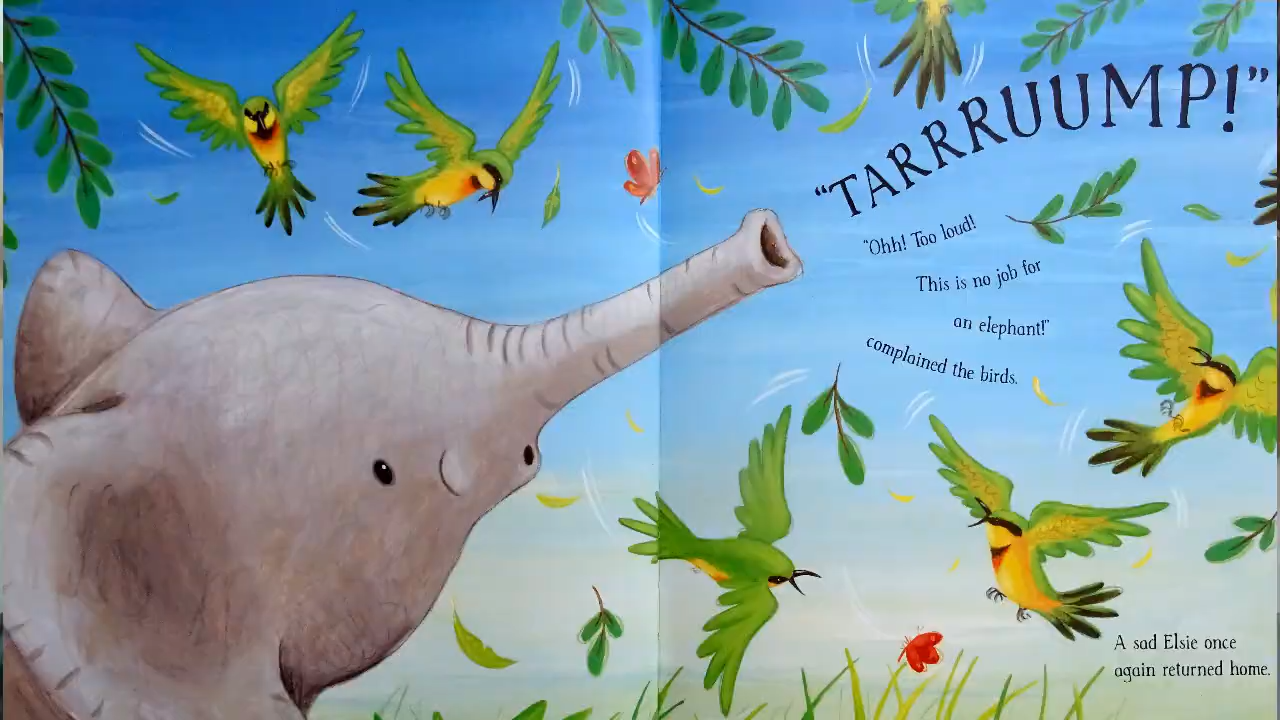 “TARRRUUMP!”
“Ohh! Too loud!
This is no job for
an elephant!”
complained the birds.
A sad Elsie once
again returned home.